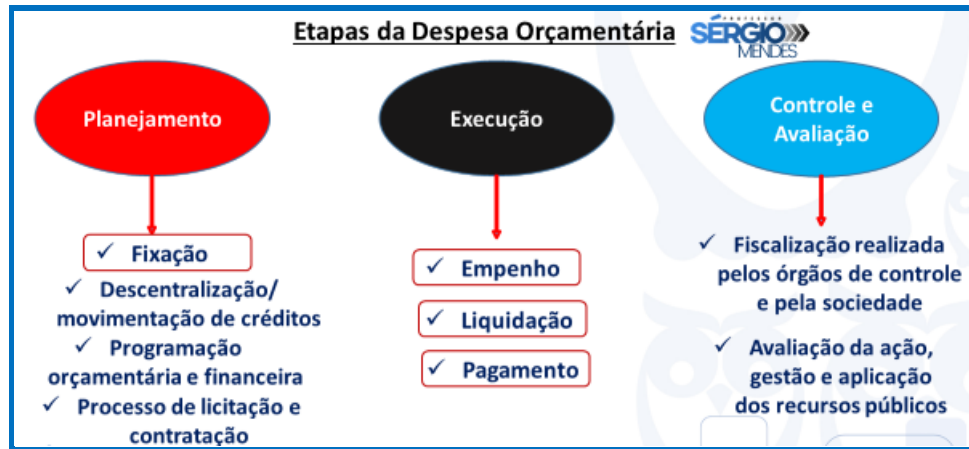 Etapas da Despesa Orçamentária
PROFESSOR
SÉRGIO
MENDES
Planejamento
✓ Fixação
✓ Descentralização/
movimentação de créditos
✓ Programação
orçamentária e financeira
✓ Processo de licitação e
contratação
Execução
✓ Empenho
✓ Liquidação
✓ Pagamento
Controle e
Avaliação
✓ Fiscalização realizada
pelos órgãos de controle
e pela sociedade
✓ Avaliação da ação,
gestão e aplicação
dos recursos públicos